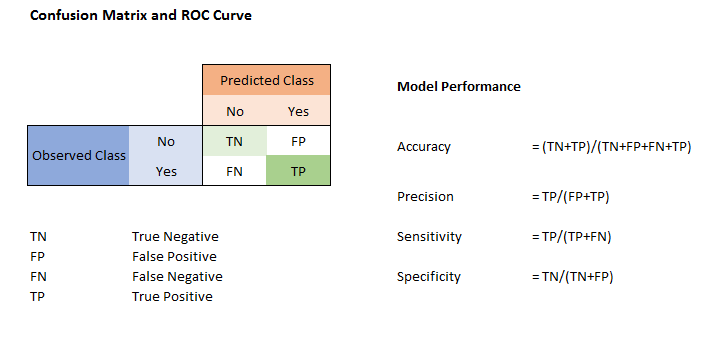 Confusion Matrix and ROC Curve
Predicted Class
No Yes
Observed Class No TN FP
Yes FN TP
TN True Negative
FP False Positive
FN False Negative
TP True Positive
Model Performance
Accuracy = (TN+TP)/(TN+FP+FN+TP)
Precision = TP/(FP+TP)
Sensitivity = TP/(TP+FN)
Specificity = TN/(TN+FP)